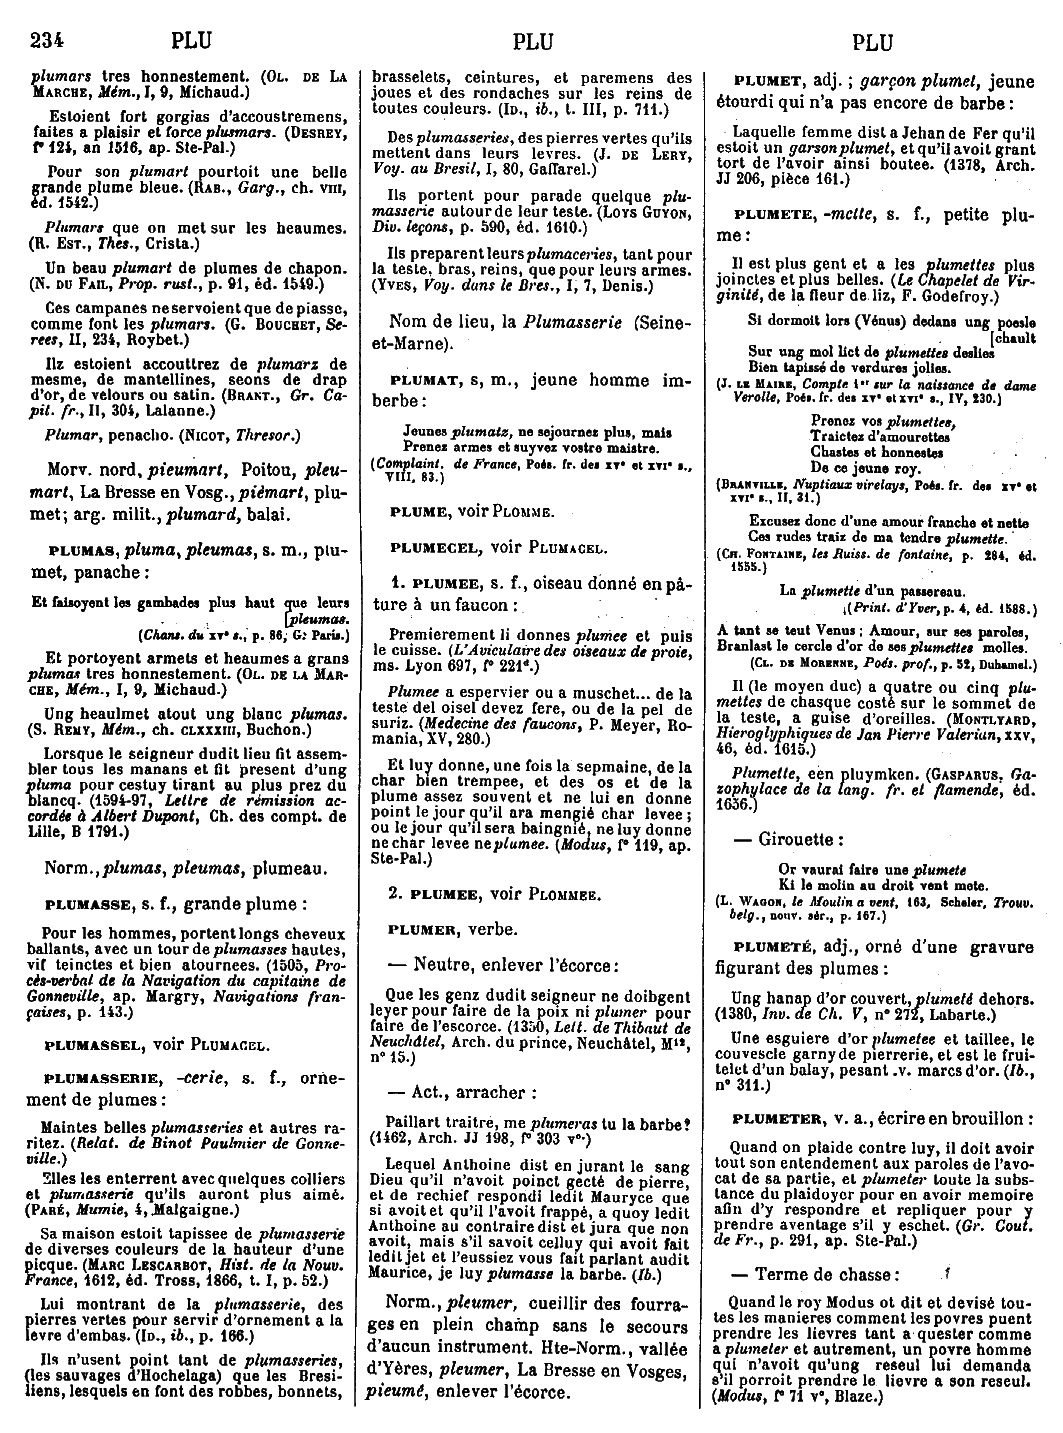 234 PLU PLU PLU
plumars tres honnestement. (OL. DE LA
MARCHE, Mém., I, 9, Michaud.)
Estoient fort gorgias d'accoustremens,
faites a plaisir et force plusmars. (DESREY,
f° 124, an 1516, ap. Ste-Pal.)
Pour son plumart pourtoit une belle
grande plume bleue. (RAB., Garg., ch. VIII,
éd. 1542.)
Plumars que on met sur les heaumes.
(R. EST., Thes., Crista.)
Un beau plumart de plumes de chapon.
(N. DU FAIL, Prop. rust., p. 91, éd. 1549.)
Ces campanes ne servoient que de piasse,
comme font les plumars. (G. BOUCHET, Se-
rees, II, 234, Roybet.)
Ilz estoient accouttrez de plumarz de
mesme, de mantellines, seons de drap
d'or, de velours ou satin. (BRANT., Gr. Ca-
pit. fr., II, 304, Lalanne.)
Plumar, penacho. (NICOT, Thresor.)
Morv. nord, pieumart, Poitou, pleu-
mart, La Bresse en Vosg., piémart, plu-
met; arg. milit., plumard, balai.
PLUMAS, pluma, pleumas, s. m., plu-
met, panache :
Et faisoyent les gambades plus haut que leurs
[pleumas.
(Chans. du XV° s., p. 86, G. Paris.)
Et portoyent armets et heaumes a grans
plumas tres honnestement. (OL. DE LA MAR-
CHE, Mém., I, 9, Michaud.)
Ung heaulmet atout ung blanc plumas.
(S. REMY, Mém., ch. CLXXXIII, Buchon.)
Lorsque le seigneur dudit lieu fit assem-
bler tous les manans et fit present d'ung
pluma pour cestuy tirant au plus prez du
blancq. (1594-97, Lettre de rémission ac-
cordée à Albert Dupont, Ch. des compt. de
Lille, B 1791.)
Norm., plumas, pleumas, plumeau.
PLUMASSE, s. f., grande plume :
Pour les hommes, portent longs cheveux
ballants, avec un tour de plumasses hautes,
vif teinctes et bien atournees. (1505, Pro-
cès-verbal de la Navigation du capitaine de
Gonneville, ap. Margry, Navigations fran-
çaises, p. 143.)
PLUMASSEL, voir PLUMACEL.
PLUMASSERIE, -cerie, s. f., orne-
ment de plumes :
Maintes belles plumasseries et autres ra-
ritez. (Relat. de Binot Paulmier de Gonne-
ville.)
Elles les enterrent avec quelques colliers
et plumasserie qu'ils auront plus aimé.
(PARÉ, Mumie, 4, Malgaigne.)
Sa maison estoit tapissee de plumasserie
de diverses couleurs de la hauteur d'une
picque. (MARC LESCARBOT, Hist. de la Nouv.
France, 1612, éd. Tross, 1866, t. I, p. 52.)
Lui montrant de la plumasserie, des
pierres vertes pour servir d'ornement a la
levre d'embas. (ID., ib., p. 166.)
Ils n'usent point tant de plumasseries,
(les sauvages d'Hochelaga) que les Bresi-
liens, lesquels en font des robbes, bonnets,
brasselets, ceintures, et paremens des
joues et des rondaches sur les reins de
toutes couleurs. (ID., ib., t. III, p. 711.)
Des plumasseries, des pierres vertes qu'ils
mettent dans leurs levres. (J. DE LERY,
Voy. au Bresil, I, 80, Gaffarel.)
Ils portent pour parade quelque plu-
masserie autour de leur teste. (LOYS GUYON,
Div. leçons, p. 590, éd. 1610.)
Ils preparent leurs plumaceries, tant pour
la teste, bras, reins, que pour leurs armes.
(YVES, Voy. dans le Bres., I, 7, Denis.)
Nom de lieu, la Plumasserie (Seine-
et-Marne).
PLUMAT, s, m., jeune homme im-
berbe :
Jeunes plumatz, ne sejournez plus, mais
Prenez armes et suyvez vostre maistre.
(Complaint. de France, Poés. fr. des XV° et XVI° s.,
VIII, 83.)
PLUME, voir PLOMME.
PLUMECEL, voir PLUMACEL.
1. PLUMEE, s. f., oiseau donné en pâ-
ture à un faucon :
Premierement li donnes plumee et puis
le cuisse. (L'Aviculaire des oiseaux de proie,
ms. Lyon 697, f° 221d.)
Plumee a espervier ou a muschet... de la
teste del oisel devez fere, ou de la pel de
suriz. (Medecine des faucons, P. Meyer, Ro-
mania, XV, 280.)
Et luy donne, une fois la sepmaine, de la
char bien trempee, et des os et de la
plume assez souvent et ne lui en donne
point le jour qu'il ara mengié char levee ;
ou le jour qu'il sera baingnié, ne luy donne
ne char levee ne plumee. (Modus, f° 119, ap.
Ste-Pal.)
2. PLUMEE, voir PLOMMEE.
PLUMER, verbe.
— Neutre, enlever l'écorce :
Que les genz dudit seigneur ne doibgent
leyer pour faire de la poix ni plumer pour
faire de l'escorce. (1350, Lett. de Thibaut de
Neuchâtel, Arch. du prince, Neuchâtel, M12,
n° 15.)
— Act., arracher :
Paillart traitre, me plumeras tu la barbe?
(1462, Arch. JJ 198, f° 303 v°.)
Lequel Anthoine dist en jurant le sang
Dieu qu'il n'avoit poinct gecté de pierre,
et de rechief respondi ledit Mauryce que
si avoit et qu'il l'avoit frappé, a quoy ledit
Anthoine au contraire dist et jura que non
avoit, mais s'il savoit celluy qui avoit fait
ledit jet et l'eussiez vous fait parlant audit
Maurice, je luy plumasse la barbe. (Ib.)
Norm., pleumer, cueillir des fourra-
ges en plein champ sans le secours
d'aucun instrument. Hte-Norm., vallée
d'Yères, pleumer, La Bresse en Vosges,
pieumé, enlever l'écorce.
PLUMET, adj. ; garçon plumet, jeune
étourdi qui n'a pas encore de barbe :
Laquelle femme dist a Jehan de Fer qu'il
estoit un garson plumet, et qu'il avoit grant
tort de l'avoir ainsi boutee. (1378, Arch.
JJ 206, pièce 161.)
PLUMETE, -mette, s. f., petite plu-
me :
Il est plus gent et a les plumettes plus
joinctes et plus belles. (Le Chapelet de Vir-
ginité, de la fleur de liz, F. Godefroy.)
Si dormoit lors (Vénus) dedans ung poesle
[chault
Sur ung mol lict de plumettes deslies
Bien tapissé de verdures jolies.
(J. LE MAIRE, Compte 1er sur la naissance de dame
Verolle, Poés. fr. des XV° et XVI° s., IV, 230.)
Prenez vos plumettes,
Traictez d'amourettes
Chastes et honnestes
De ce jeune roy.
(BRANVILLE, Nuptiaux virelays, Poés. fr. des XV° et
XVI° s., II, 31.)
Excusez donc d'une amour franche et nette
Ces rudes traiz de ma tendre plumette.
(CH. FONTAINE, les Ruiss. de fontaine, p. 284, éd.
1555.)
La plumette d'un passereau.
(Print. d'Yver, p. 4, éd. 1588.)
A tant se teut Venus ; Amour, sur ses paroles,
Branlast le cercle d'or de ses plumettes molles.
(CL. DE MORENNE, Poés. prof., p. 52, Duhamel.)
Il (le moyen duc) a quatre ou cinq plu-
mettes de chasque costé sur le sommet de
la teste, a guise d'oreilles. (MONTLYARD,
Hieroglyphiques de Jan Pierre Valerian, XXV,
46, éd. 1615.)
Plumette, een pluymken. (GASPARUS, Ga-
zophylace de la lang. fr. et flamende, éd.
1656.)
— Girouette :
Or vaurai faire une plumete
Ki le molin au droit vent mete.
(L. WAGON, le Moulin a vent, 163, Scheler, Trouv.
belg., nouv. sér., p. 167.)
PLUMETÉ, adj., orné d'une gravure
figurant des plumes :
Ung hanap d'or couvert, plumeté dehors.
(1380, Inv. de Ch. V, n° 272, Labarte.)
Une esguiere d'or plumetee et taillee, le
couvescle garny de pierrerie, et est le frui-
telet d'un balay, pesant .v. marcs d'or. (Ib.,
n° 311.)
PLUMETER, v. a., écrire en brouillon :
Quand on plaide contre luy, il doit avoir
tout son entendement aux paroles de l'avo-
cat de sa partie, et plumeter toute la subs-
tance du plaidoyer pour en avoir memoire
afin d'y respondre et repliquer pour y
prendre aventage s'il y eschet. (Gr. Cout.
de Fr., p. 291, ap. Ste-Pal.)
— Terme de chasse :
Quand le roy Modus ot dit et devisé tou-
tes les manieres comment les povres puent
prendre les lievres tant a quester comme
a plumeter et autrement, un povre homme
qui n'avoit qu'ung reseul lui demanda
s'il porroit prendre le lievre a son reseul.
(Modus, f° 71 v°, Blaze.)